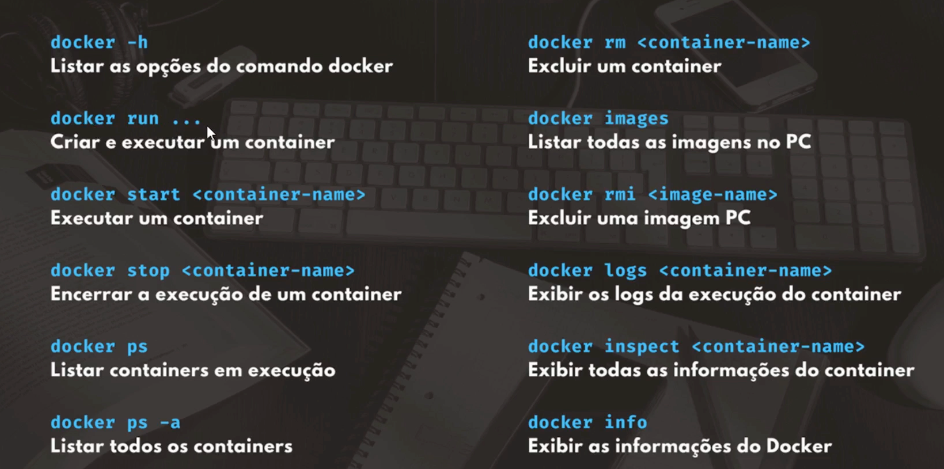 docker -h
Listar as opções do comando docker
docker run ...
Criar e executar um container
docker start <container-name>
Executar um container
docker stop <container-name>
Encerrar a execução de um container
docker ps
Listar containers em execução
docker ps -a
Listar todos os containers
docker rm <container-name>
Excluir um container
docker images
Listar todas as imagens no PC
docker rmi <image-name>
Excluir uma imagem PC
docker logs <container-name>
Exibir os logs da execução do container
docker inspect <container-name>
Exibir todas as informações do container
docker info
Exibir as informações do Docker